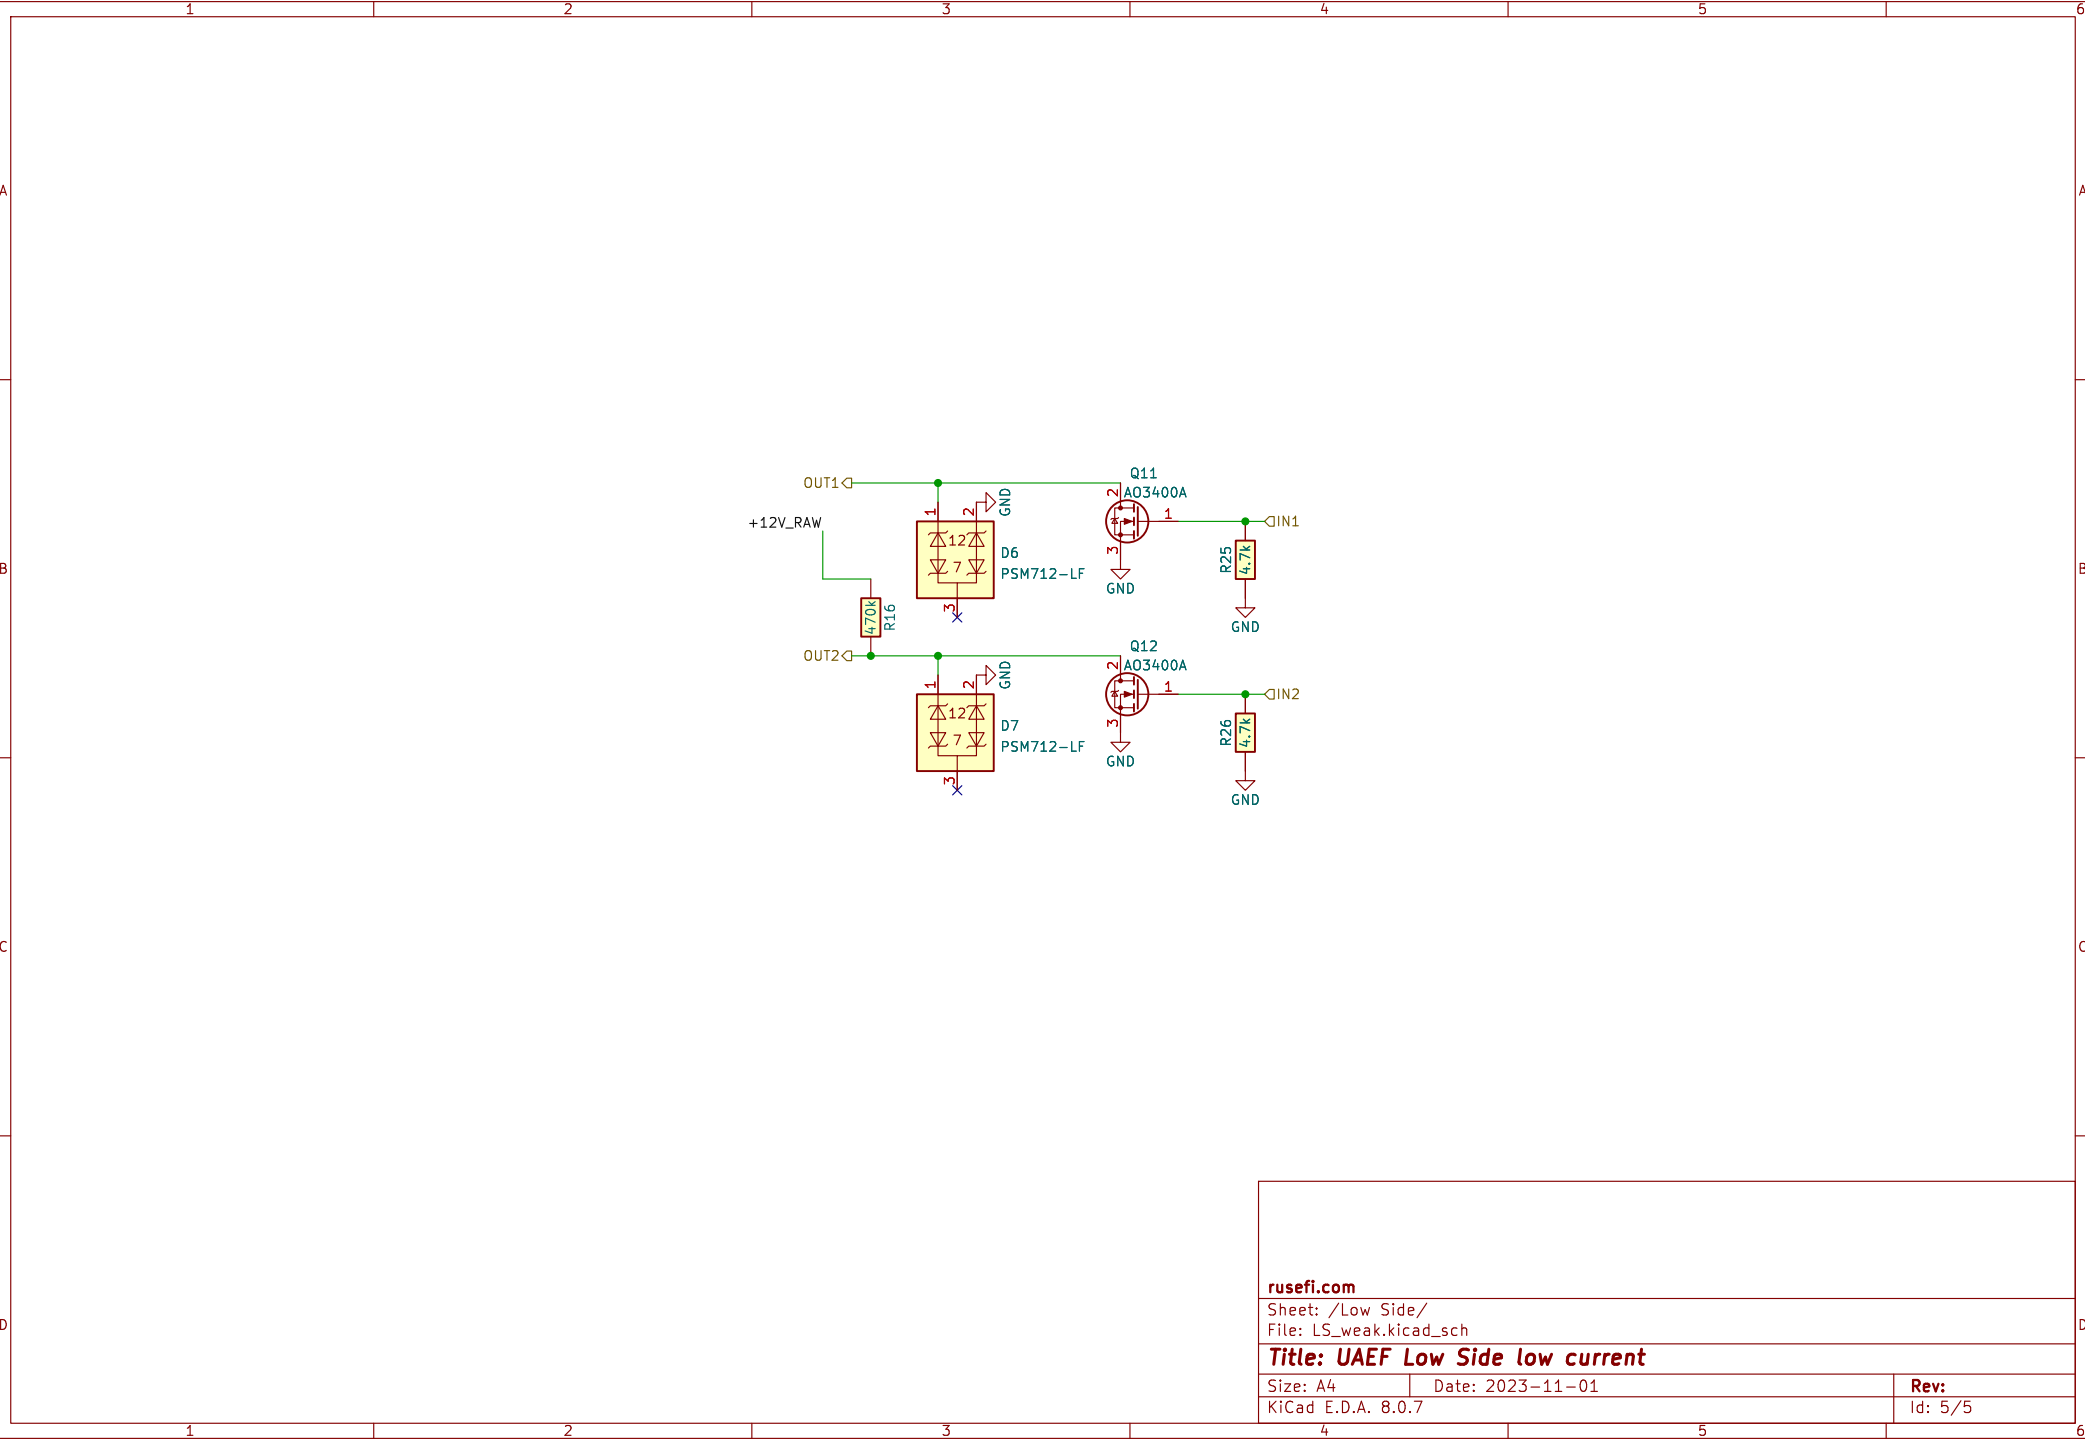 1 2 3 4 5 6
A A
Q11
OUT1
2 AO3400A
GND
+12V_RAW
1 2
1 IN1
12
D6
3
R25 4.7k
B B
7
PSM712-LF
GND
470k R16
3
GND
Q12
OUT2
2 AO3400A
GND
1 2
1 IN2
12
D7
3
R26 4.7k
7
PSM712-LF
GND
3
GND
C C
rusefi.com
Sheet: /Low Side/
D D
File: LS_weak.kicad_sch
Title: UAEF Low Side low current
Size: A4 Date: 2023-11-01 Rev:
KiCad E.D.A. 8.0.7 Id: 5/5
1 2 3 4 5 6